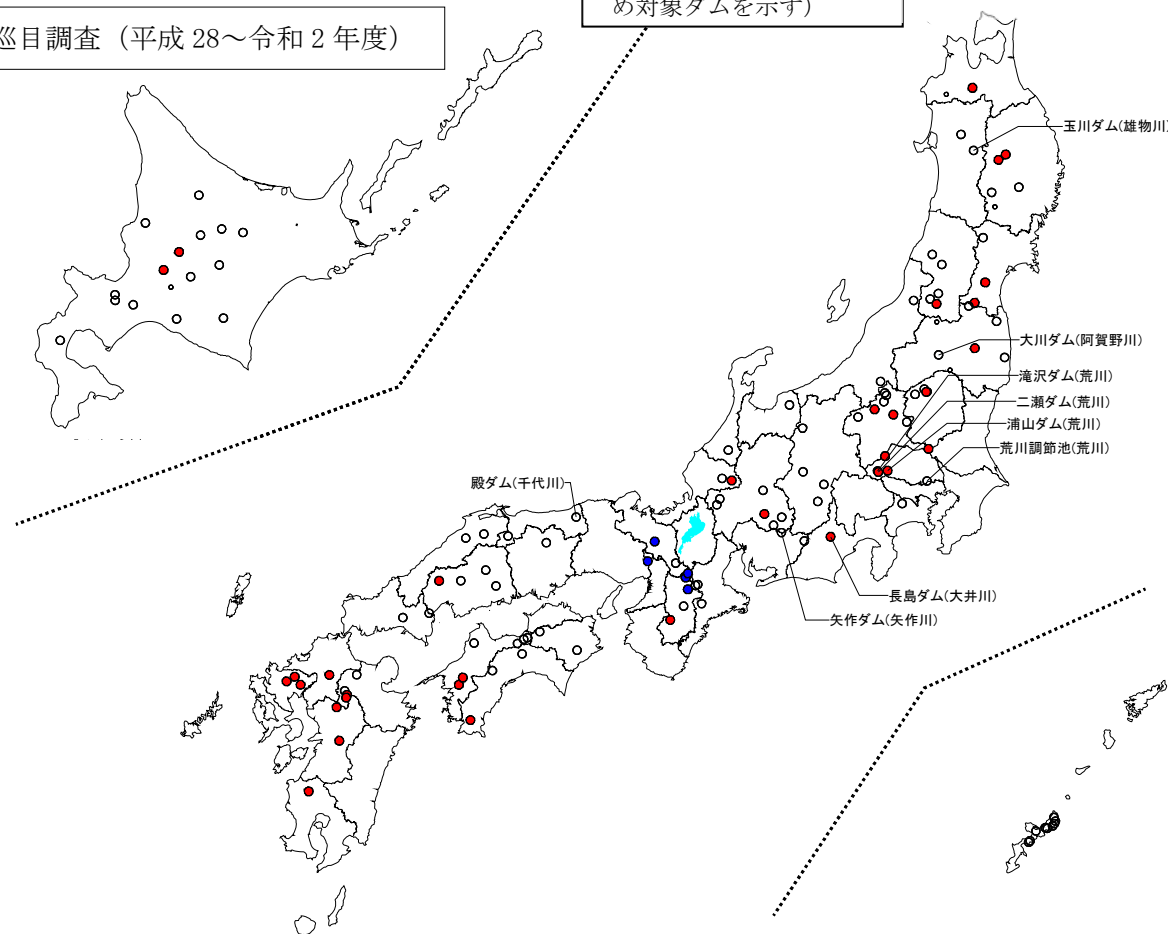 巡目調査（平成 28～令和 2 年度）
め対象ダムを示す）
玉川ダム(雄物川)
大川ダム(阿賀野川)
滝沢ダム(荒川)
二瀬ダム(荒川)
浦山ダム(荒川)
荒川調節池(荒川)
殿ダム(千代川)
長島ダム(大井川)
矢作ダム(矢作川)